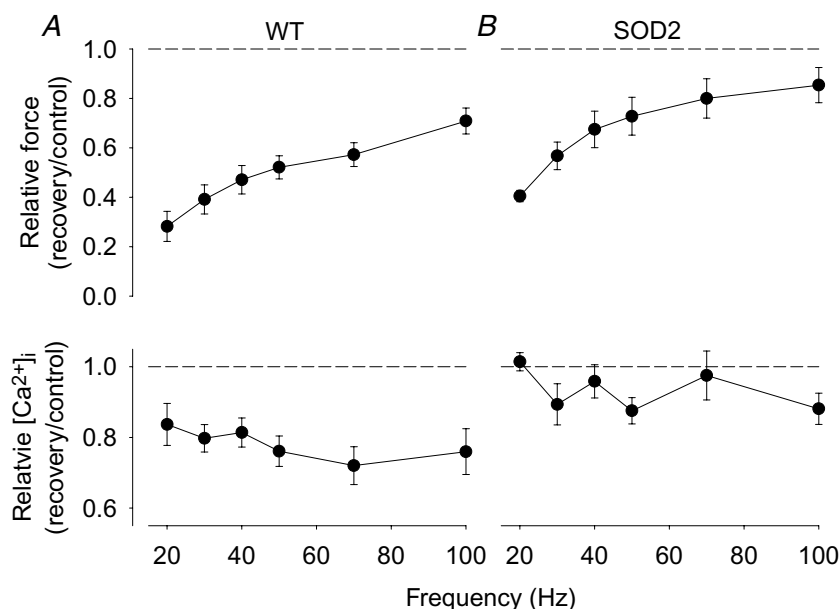 A
WT
B
SOD2
Relative force
(recovery/control)
1.0
0.8
0.6
0.4
0.2
0.0
Relatvie [Ca²⁺]i
(recovery/control)
1.0
0.8
0.6
20 40 60 80 100
20 40 60 80 100
Frequency (Hz)